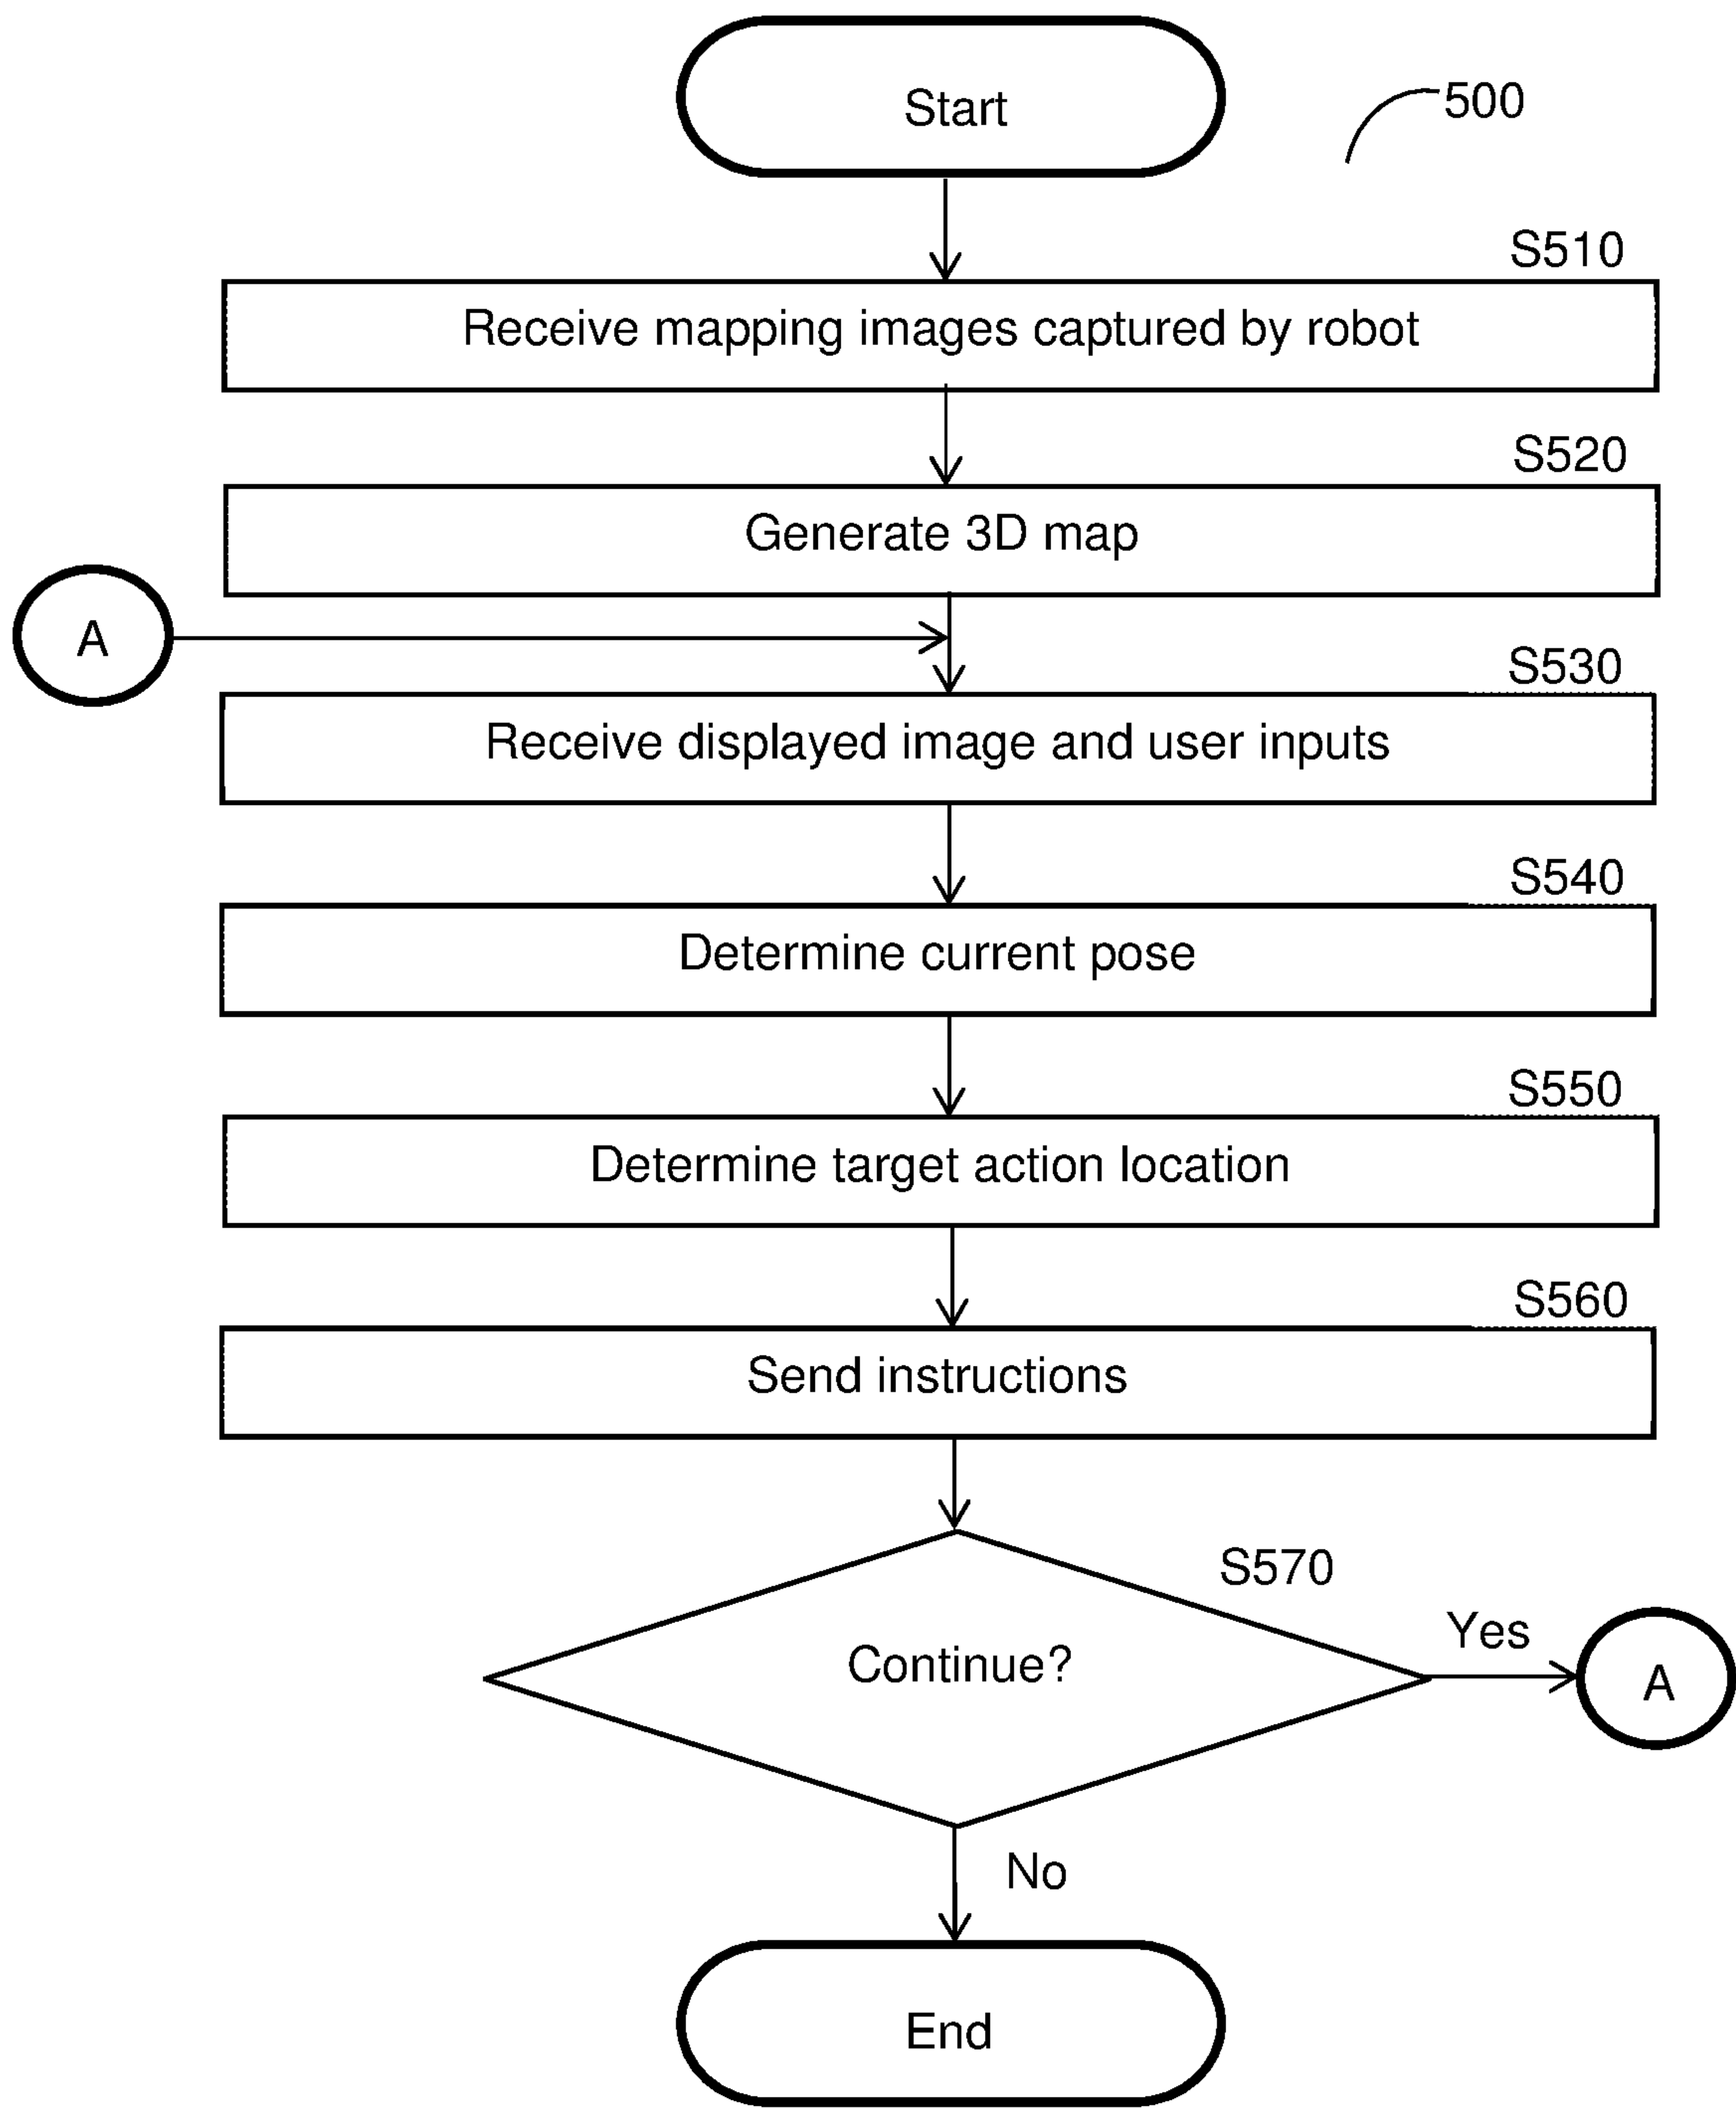 Start
500
S510
Receive mapping images captured by robot
S520
Generate 3D map
A
S530
Receive displayed image and user inputs
S540
Determine current pose
S550
Determine target action location
S560
Send instructions
S570
Continue?
Yes
A
No
End